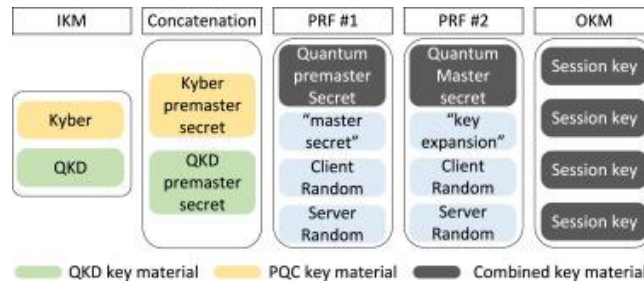 IKM
Concatenation
PRF #1
PRF #2
OKM
Kyber
QKD
Kyber
premaster
secret
QKD
premaster
secret
Quantum
premaster
Secret
"master
secret"
Client
Random
Server
Random
Quantum
Master
secret
"key
expansion"
Client
Random
Server
Random
Session key
Session key
Session key
Session key
QKD key material
PQC key material
Combined key material